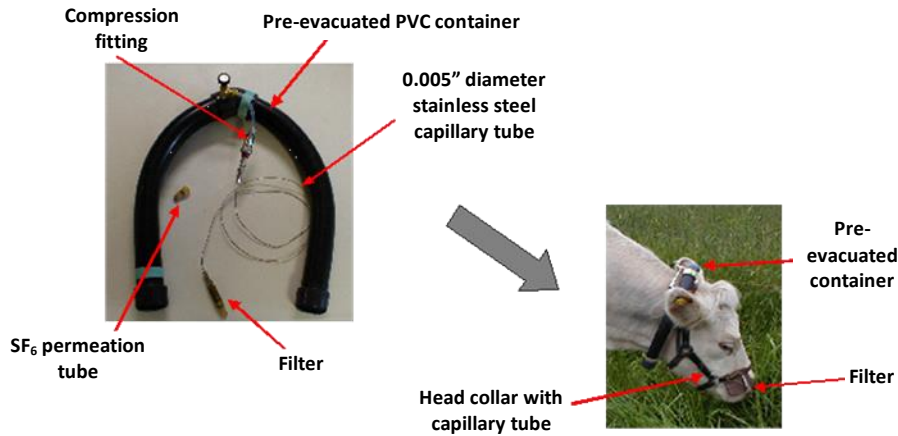 Compression
fitting
Pre-evacuated PVC container
0.005” diameter
stainless steel
capillary tube
SF₆ permeation
tube
Filter
Pre-
evacuated
container
Head collar with
capillary tube
Filter